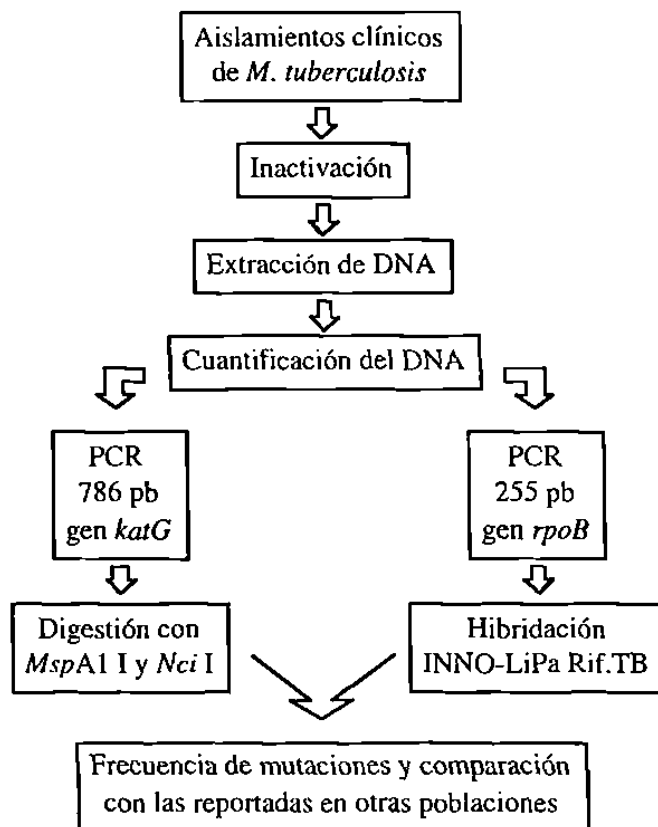 Aislamientos clínicos
de M. tuberculosis
Inactivación
Extracción de DNA
Cuantificación del DNA
PCR
786 pb
gen katG
PCR
255 pb
gen rpoB
Digestión con
MspA1 I y Nci I
Hibridación
INNO-LiPa Rif.TB
Frecuencia de mutaciones y comparación
con las reportadas en otras poblaciones